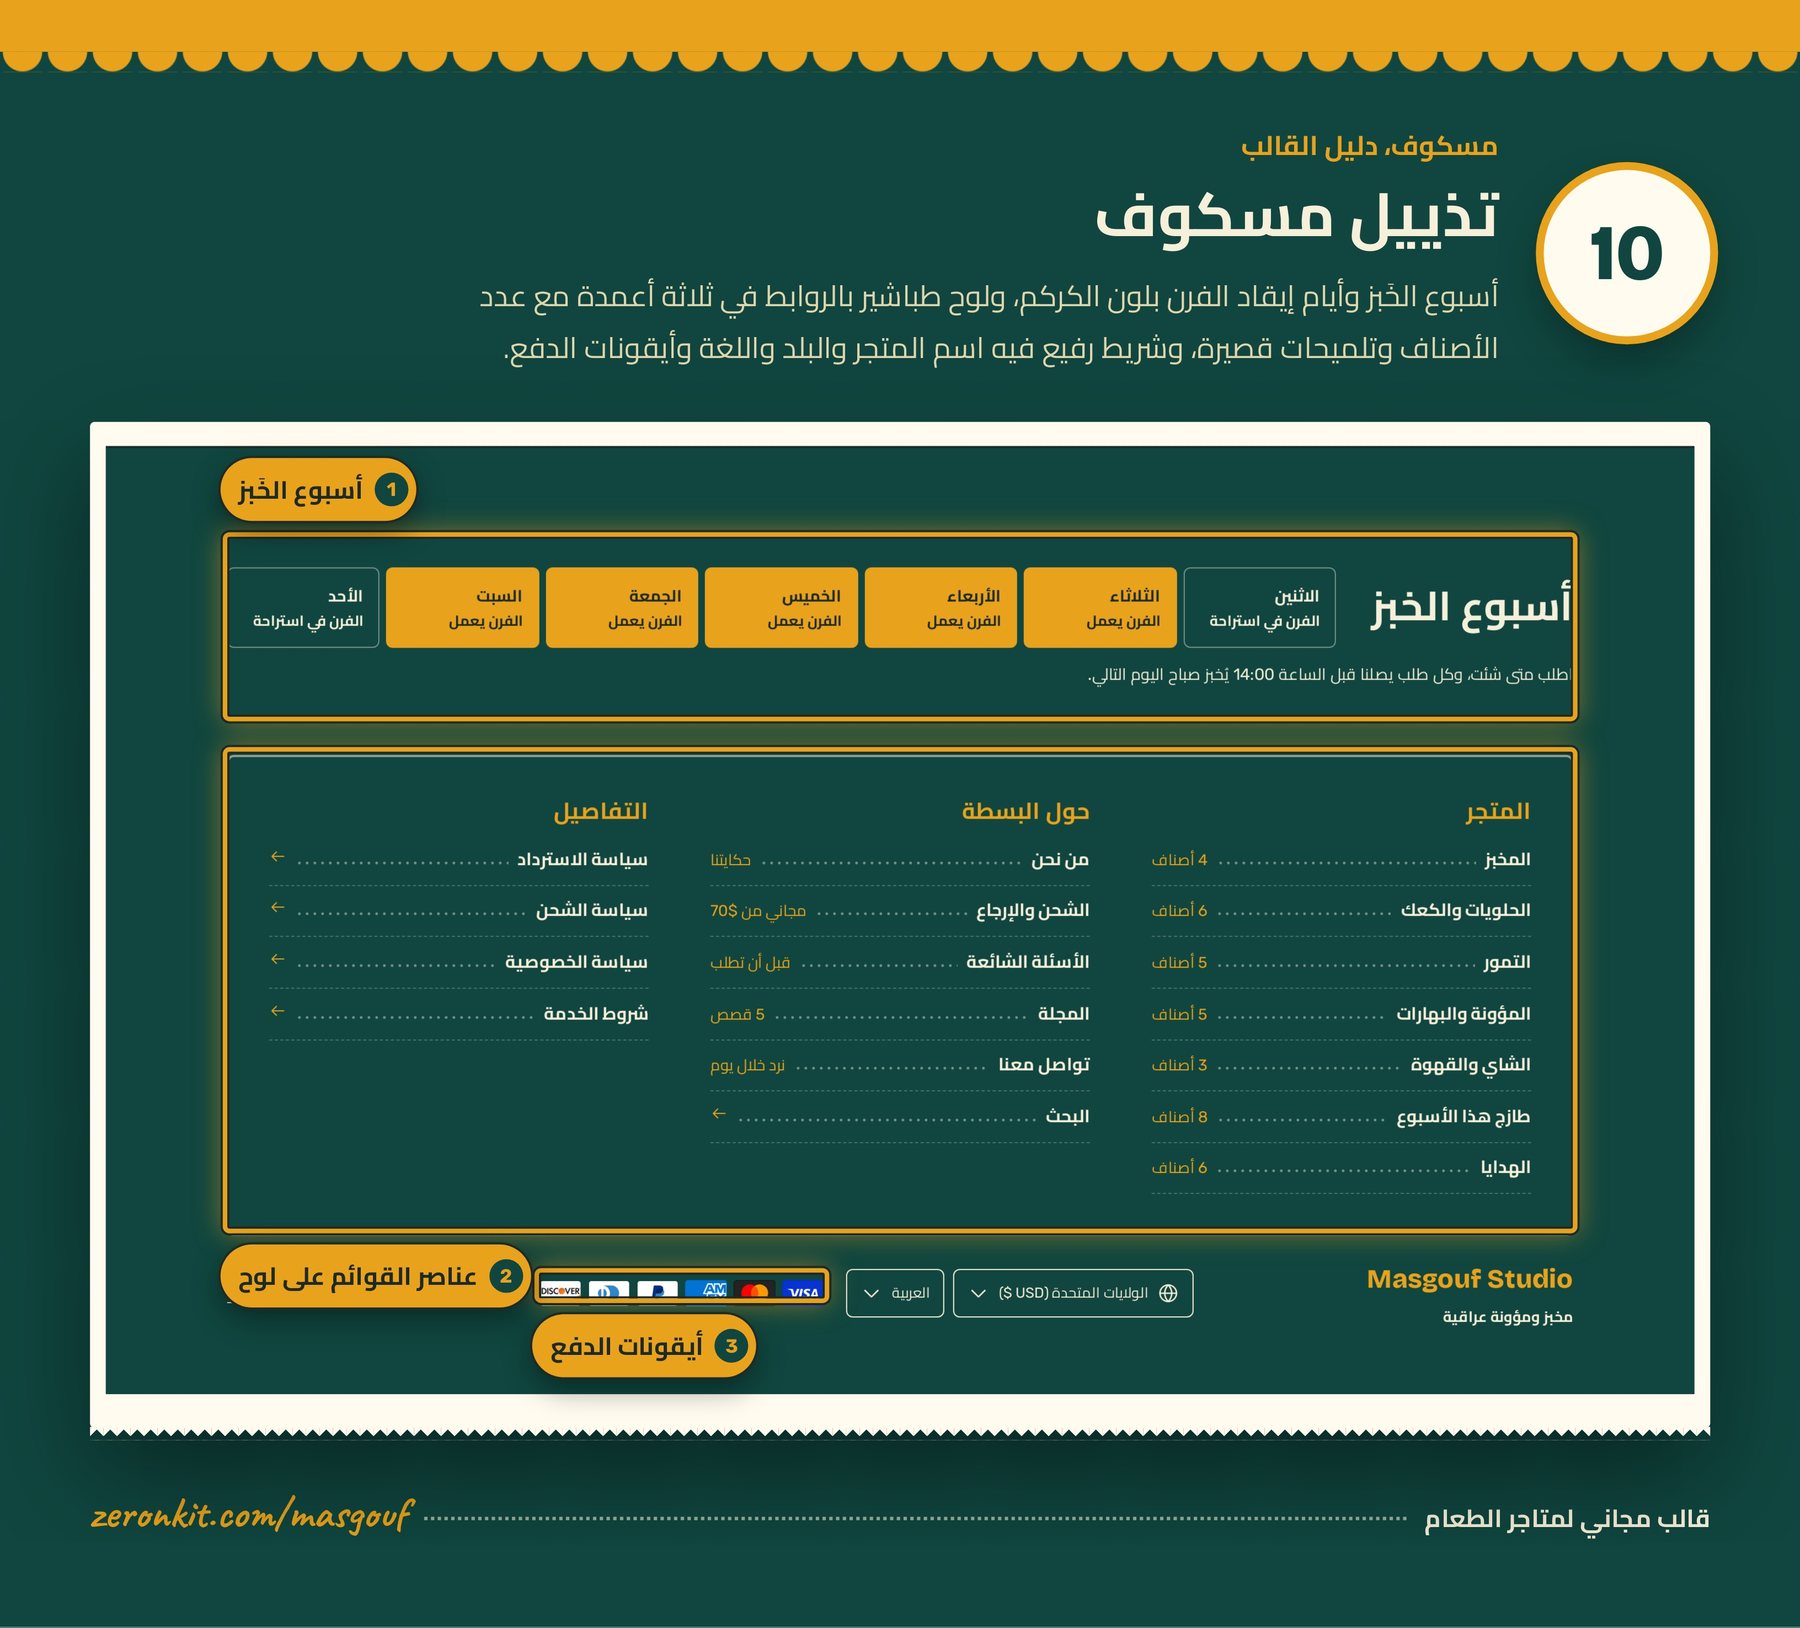 مسكوف، دليل القالب
10
تذييل مسكوف
أسبوع الخَبز وأيام إيقاد الفرن بلون الكركم، ولوح طباشير بالروابط في ثلاثة أعمدة مع عدد
الأصناف وتلميحات قصيرة، وشريط رفيع فيه اسم المتجر والبلد واللغة وأيقونات الدفع.
1 أسبوع الخَبز
أسبوع الخبز
الاثنين
الفرن في استراحة
الثلاثاء
الفرن يعمل
الأربعاء
الفرن يعمل
الخميس
الفرن يعمل
الجمعة
الفرن يعمل
السبت
الفرن يعمل
الأحد
الفرن في استراحة
اطلب متى شئت، وكل طلب يصلنا قبل الساعة 14:00 يُخبز صباح اليوم التالي.
المتجر
المخبز 4 أصناف
الحلويات والكعك 6 أصناف
التمور 5 أصناف
المؤونة والبهارات 5 أصناف
الشاي والقهوة 3 أصناف
طازج هذا الأسبوع 8 أصناف
الهدايا 6 أصناف
حول البسطة
من نحن حكايتنا
الشحن والإرجاع مجاني من $70
الأسئلة الشائعة قبل أن تطلب
المجلة 5 قصص
تواصل معنا نرد خلال يوم
البحث ←
التفاصيل
سياسة الاسترداد ←
سياسة الشحن ←
سياسة الخصوصية ←
شروط الخدمة ←
Masgouf Studio
مخبز ومؤونة عراقية
الولايات المتحدة (USD $)
العربية
VISA
AM
DISCOVER
2 عناصر القوائم على لوح
3 أيقونات الدفع
قالب مجاني لمتاجر الطعام
zeronkit.com/masgouf